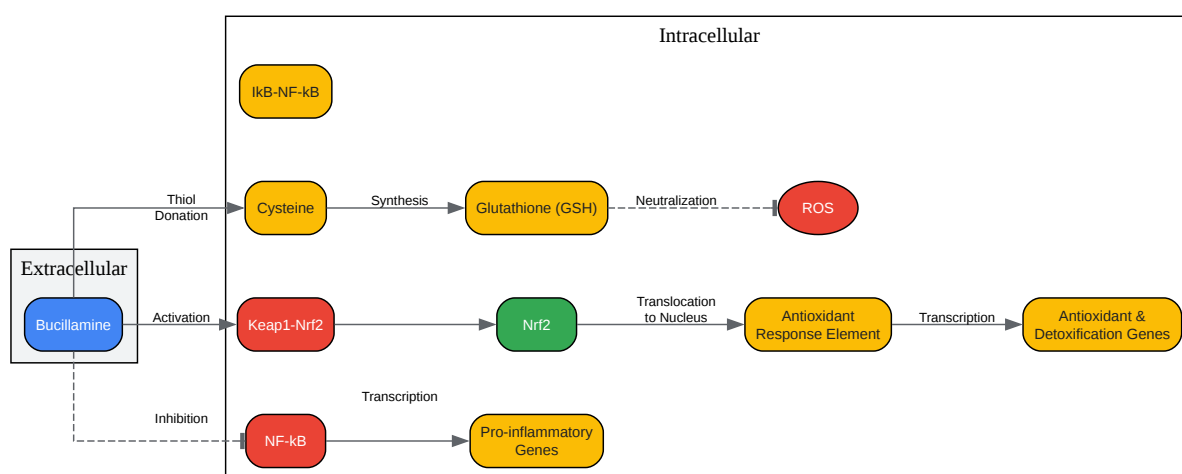 Intracellular
IkB-NF-kB
Thiol
Donation
Cysteine
Synthesis
Glutathione (GSH)
Neutralization
ROS
Extracellular
Bucillamine
Activation
Keap1-Nrf2
Nrf2
Translocation
to Nucleus
Antioxidant
Response Element
Transcription
Antioxidant &
Detoxification Genes
Inhibition
NF-kB
Transcription
Pro-inflammatory
Genes